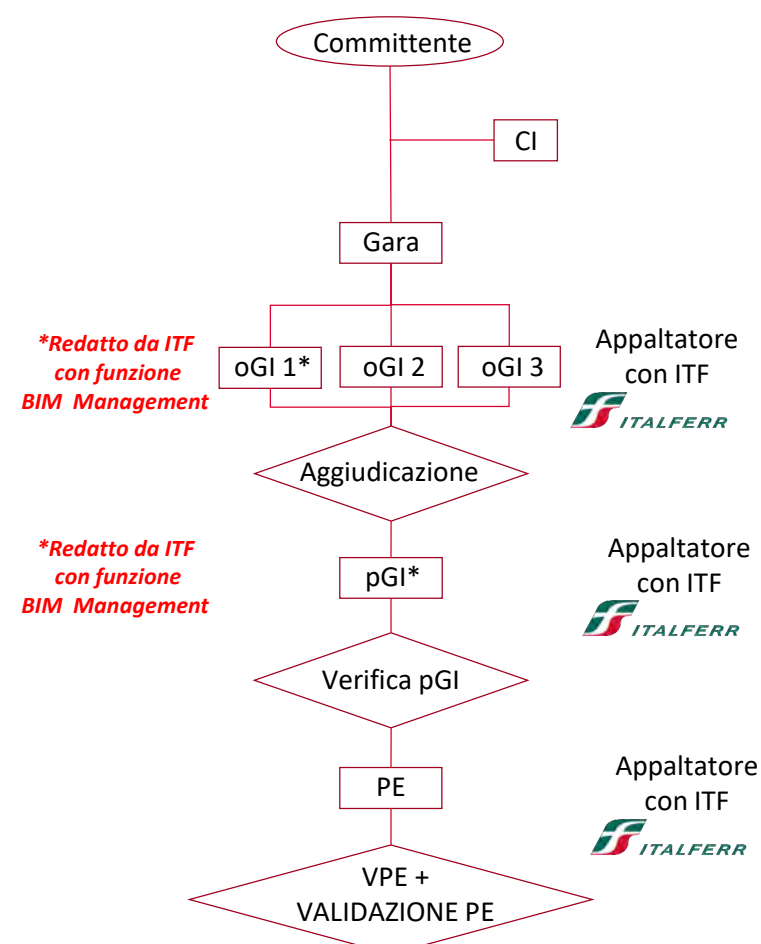 Committente
CI
Gara
*Redatto da ITF
con funzione
BIM Management
oGI 1*
oGI 2
oGI 3
Appaltatore
con ITF
ITALFERR
Aggiudicazione
*Redatto da ITF
con funzione
BIM Management
pGI*
Appaltatore
con ITF
ITALFERR
Verifica pGI
PE
Appaltatore
con ITF
ITALFERR
VPE +
VALIDAZIONE PE